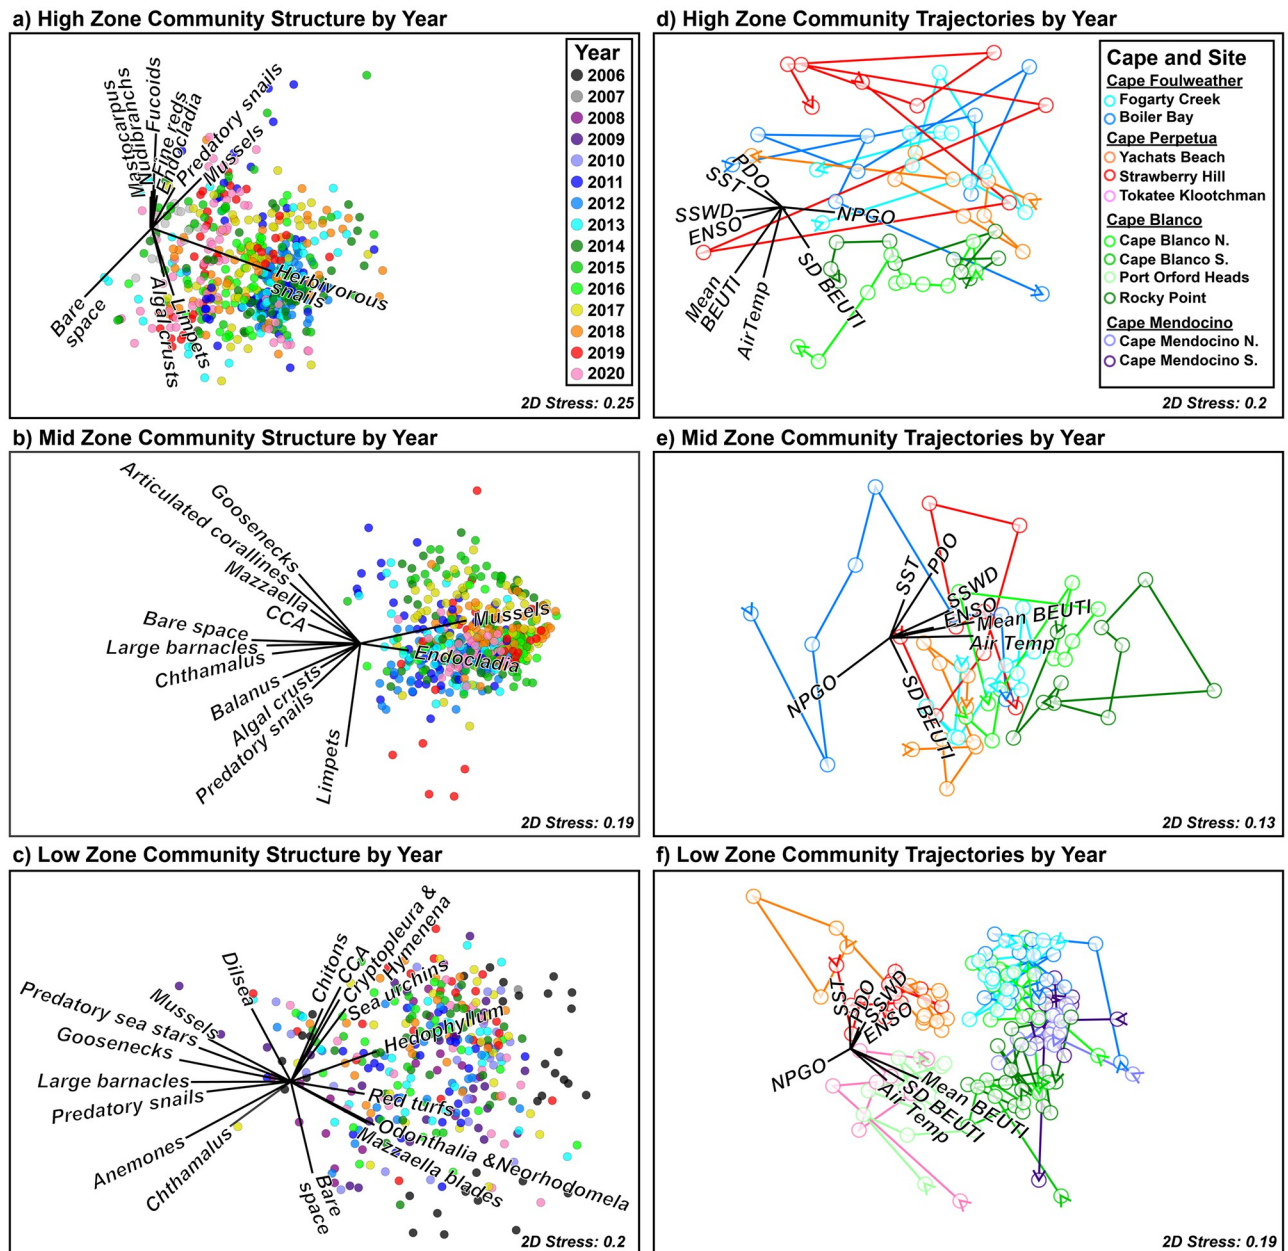 a) High Zone Community Structure by Year
Mastocarpus
Nudibranchs
Fucoids
Fine reds
Endocladia
Predatory snails
Mussels
Herbivorous
snails
Bare
space
Algal crusts
Limpets
Year
2006
2007
2008
2009
2010
2011
2012
2013
2014
2015
2016
2017
2018
2019
2020
2D Stress: 0.25
d) High Zone Community Trajectories by Year
PDO
SST
SSWD
ENSO
NPGO
Mean
BEUTI
AirTemp
SD BEUTI
Cape and Site
Cape Foulweather
Fogarty Creek
Boiler Bay
Cape Perpetua
Yachats Beach
Strawberry Hill
Tokatee Klootchman
Cape Blanco
Cape Blanco N.
Cape Blanco S.
Port Orford Heads
Rocky Point
Cape Mendocino
Cape Mendocino N.
Cape Mendocino S.
2D Stress: 0.2
b) Mid Zone Community Structure by Year
Articulated corallines
Goosenecks
Mazzaella
CCA
Bare space
Large barnacles
Chthamalus
Balanus
Algal crusts
Predatory snails
Limpets
Mussels
Endocladia
2D Stress: 0.19
e) Mid Zone Community Trajectories by Year
SST
PDO
SSWD
ENSO
Mean BEUTI
Air Temp
NPGO
SD BEUTI
2D Stress: 0.13
c) Low Zone Community Structure by Year
Dilsea
Chitons
CCA
Cryptopleura &
Hymenena
Sea urchins
Hedophyllum
Predatory sea stars
Mussels
Goosenecks
Large barnacles
Predatory snails
Anemones
Chthamalus
Bare
space
Red turfs
Odonthalia &Neorhodomela
Mazzaella blades
2D Stress: 0.2
f) Low Zone Community Trajectories by Year
SST
PDO
SSWD
ENSO
NPGO
Mean BEUTI
SD BEUTI
Air Temp
2D Stress: 0.19